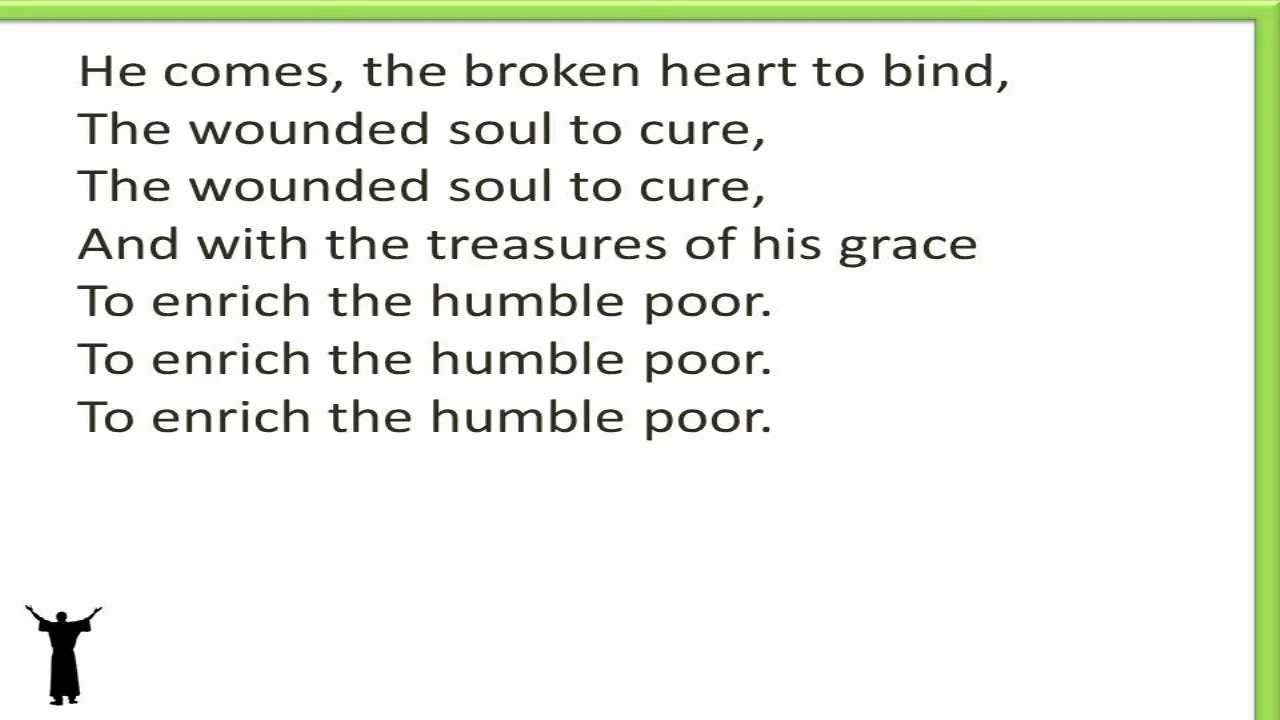 He comes, the broken heart to bind,
The wounded soul to cure,
The wounded soul to cure,
And with the treasures of his grace
To enrich the humble poor.
To enrich the humble poor.
To enrich the humble poor.